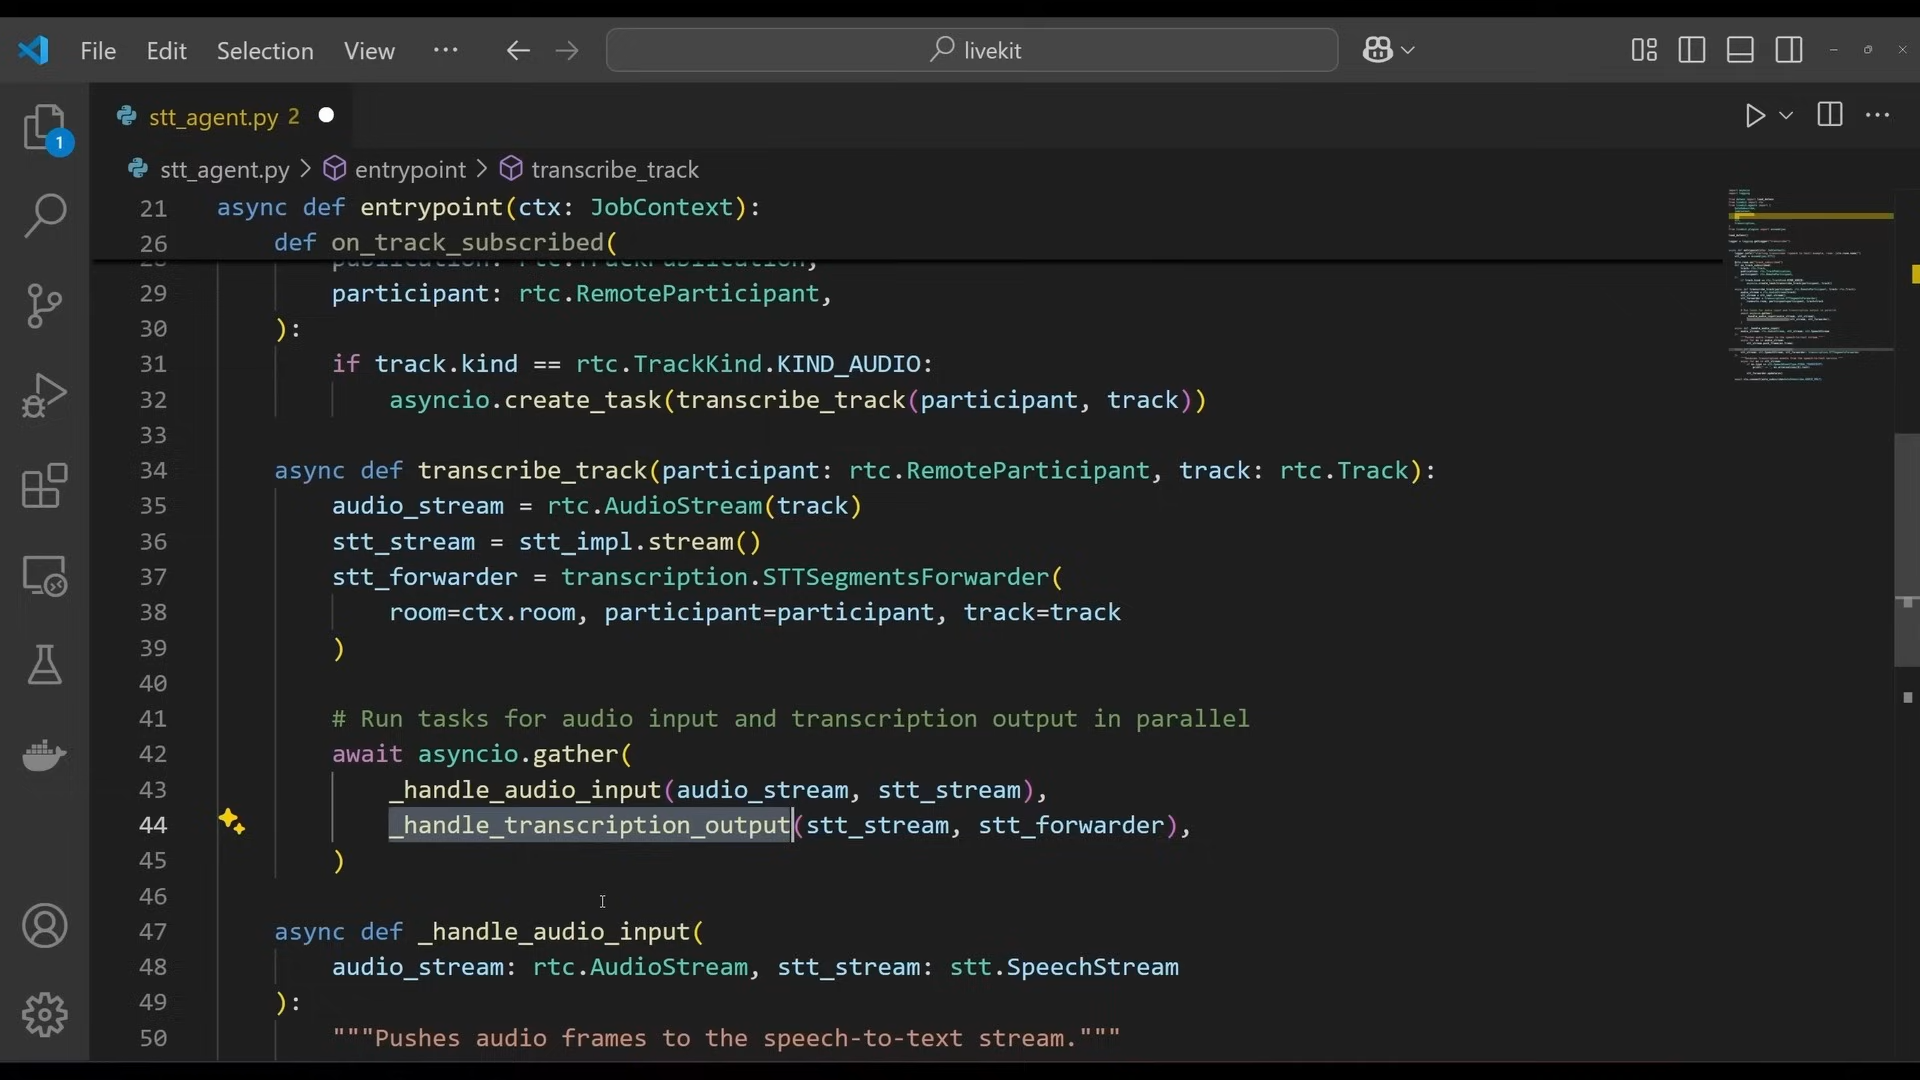 File Edit Selection View ... livekit
1
stt_agent.py 2
stt_agent.py > entrypoint > transcribe_track
21 async def entrypoint(ctx: JobContext):
26 def on_track_subscribed(
28 publication: rtc.TrackPublication,
29 participant: rtc.RemoteParticipant,
30 ):
31 if track.kind == rtc.TrackKind.KIND_AUDIO:
32 asyncio.create_task(transcribe_track(participant, track))
33
34 async def transcribe_track(participant: rtc.RemoteParticipant, track: rtc.Track):
35 audio_stream = rtc.AudioStream(track)
36 stt_stream = stt_impl.stream()
37 stt_forwarder = transcription.STTSegmentsForwarder(
38 room=ctx.room, participant=participant, track=track
39 )
40
41 # Run tasks for audio input and transcription output in parallel
42 await asyncio.gather(
43 _handle_audio_input(audio_stream, stt_stream),
44 _handle_transcription_output(stt_stream, stt_forwarder),
45 )
46
47 async def _handle_audio_input(
48 audio_stream: rtc.AudioStream, stt_stream: stt.SpeechStream
49 ):
50 """Pushes audio frames to the speech-to-text stream."""